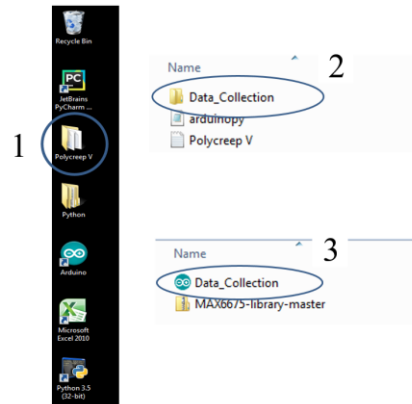 Recycle Bin
PC
JetBrains
PyCharm ...
1
Polycreep V
Python
Arduino
Microsoft
Excel 2010
Python 3.5
(32-bit)
2
Name
Data_Collection
arduinopy
Polycreep V
3
Name
Data_Collection
MAX6675-library-master